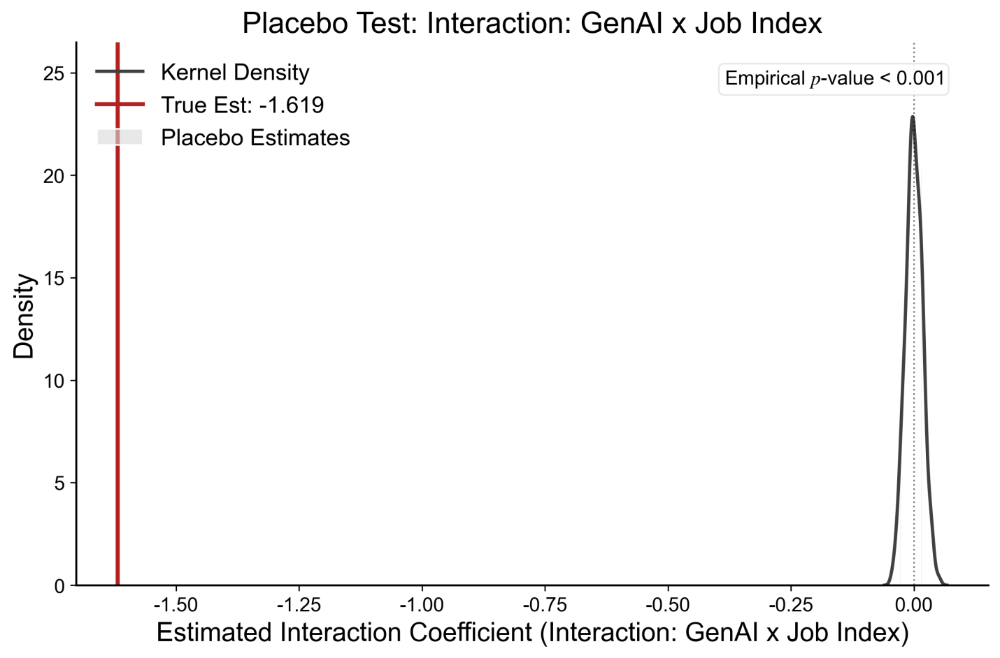 Placebo Test: Interaction: GenAI x Job Index
Kernel Density
True Est: -1.619
Placebo Estimates
Empirical p-value < 0.001
Density
25
20
15
10
5
0
-1.50 -1.25 -1.00 -0.75 -0.50 -0.25 0.00
Estimated Interaction Coefficient (Interaction: GenAI x Job Index)